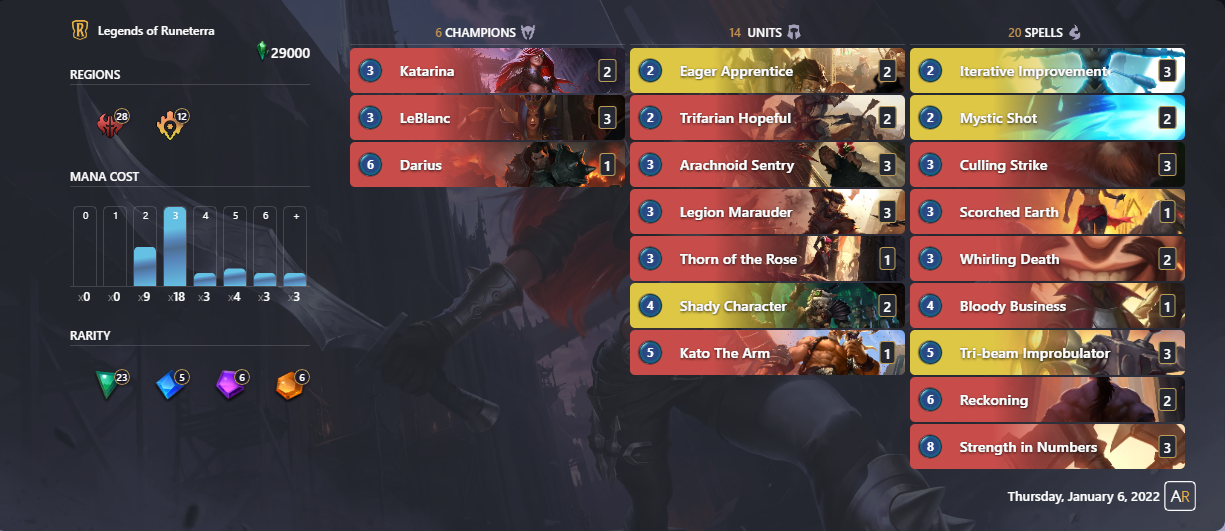 Legends of Runeterra
29000
REGIONS
28
12
MANA COST
0 1 2 3 4 5 6 +
x0 x0 x9 x18 x3 x4 x3 x3
RARITY
23 5 6 6
6 CHAMPIONS
3 Katarina 2
3 LeBlanc 3
6 Darius 1
14 UNITS
2 Eager Apprentice 2
2 Trifarian Hopeful 2
3 Arachnoid Sentry 3
3 Legion Marauder 3
3 Thorn of the Rose 1
4 Shady Character 2
5 Kato The Arm 1
20 SPELLS
2 Iterative Improvement 3
2 Mystic Shot 2
3 Culling Strike 3
3 Scorched Earth 1
3 Whirling Death 2
4 Bloody Business 1
5 Tri-beam Improbulator 3
6 Reckoning 2
8 Strength in Numbers 3
Thursday, January 6, 2022 AR